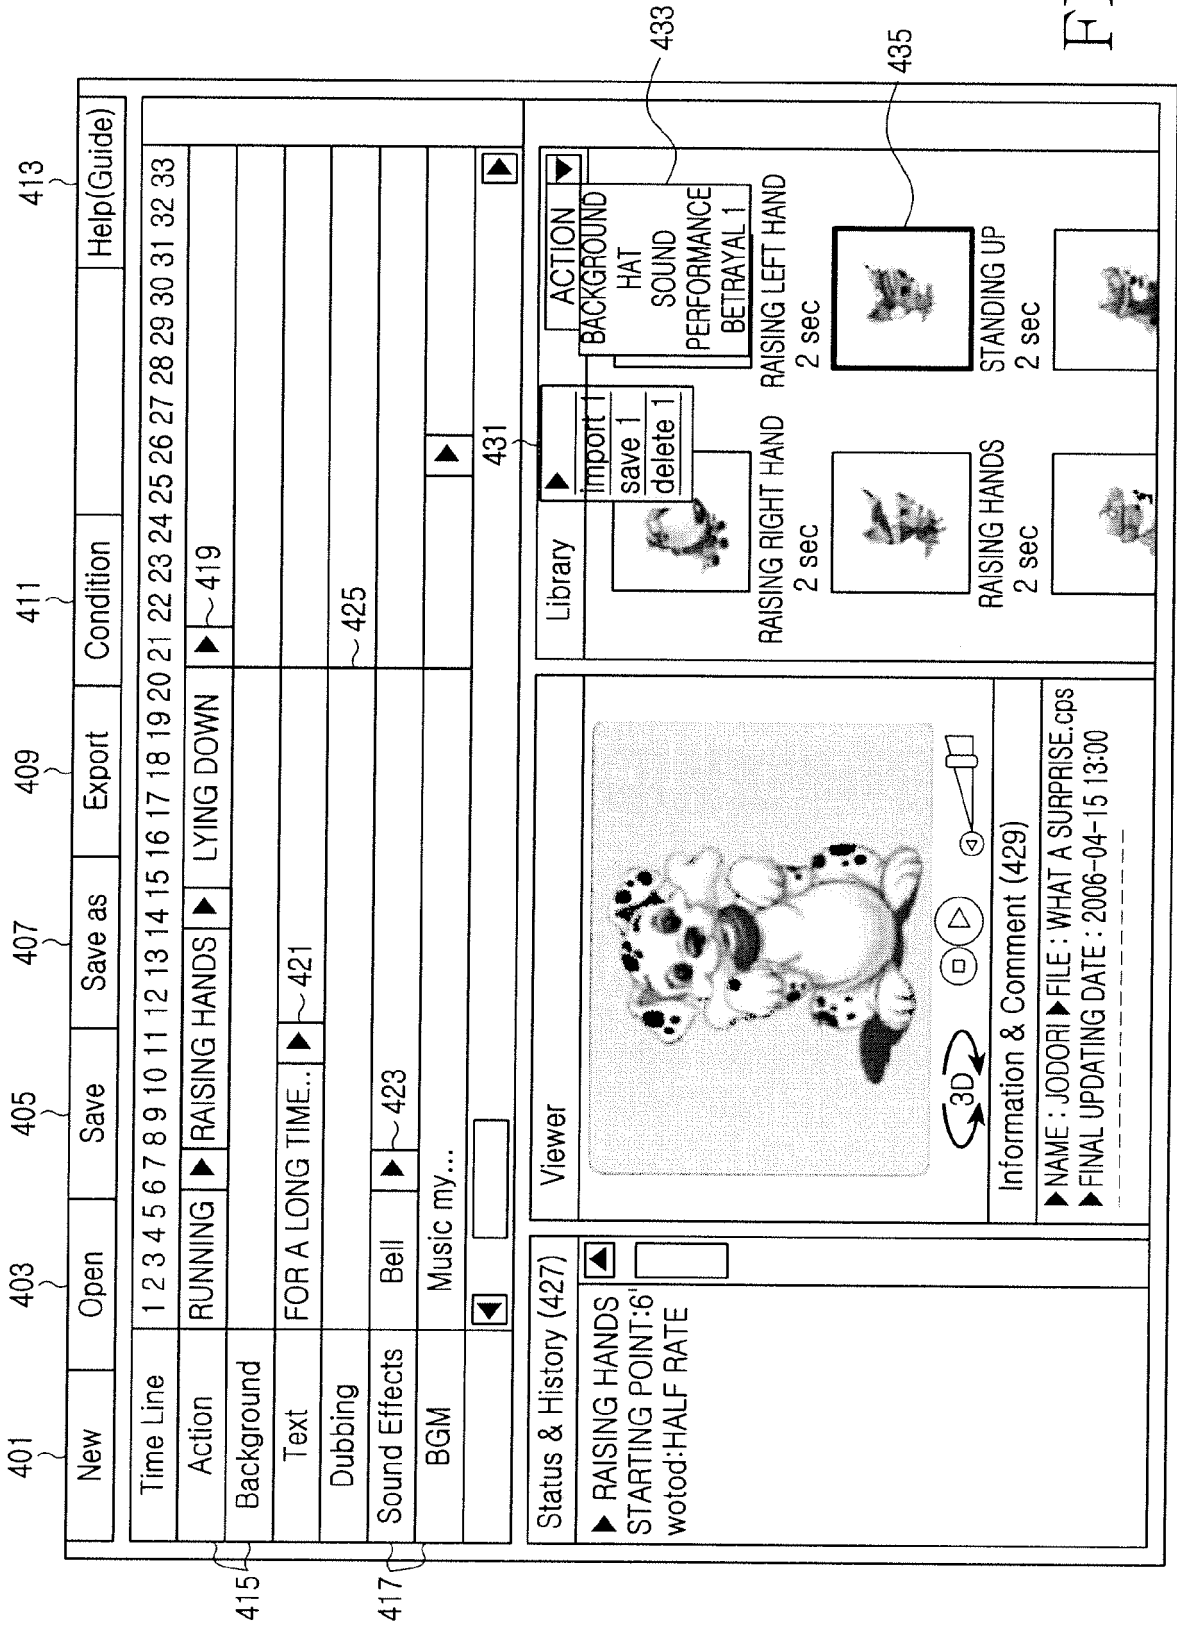 401
403
405
407
409
411
413
New
Open
Save
Save as
Export
Condition
Help(Guide)
Time Line
1 2 3 4 5 6 7 8 9 10 11 12 13 14 15 16 17 18 19 20 21 22 23 24 25 26 27 28 29 30 31 32 33
Action
RUNNING
RAISING HANDS
LYING DOWN
419
Background
415
Text
FOR A LONG TIME..
421
Dubbing
425
Sound Effects
Bell
423
417
BGM
Music my...
Status & History (427)
▶ RAISING HANDS
STARTING POINT:6'
wotod:HALF RATE
Viewer
3D
Information & Comment (429)
▶NAME : JODORI▶FILE : WHAT A SURPRISE.cps
▶FINAL UPDATING DATE : 2006-04-15 13:00
431
Library
import 1
save 1
delete 1
ACTION
BACKGROUND
HAT
SOUND
PERFORMANCE
BETRAYAL 1
433
RAISING RIGHT HAND
2 sec
RAISING LEFT HAND
2 sec
435
RAISING HANDS
2 sec
STANDING UP
2 sec